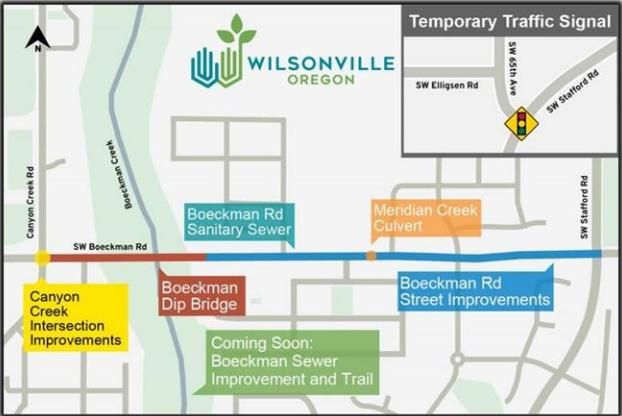 Temporary Traffic Signal
SW Elligsen Rd
SW 65th Ave
SW Stafford Rd
N
WILSONVILLE
OREGON
Canyon Creek Rd
Boeckman Creek
SW Stafford Rd
Boeckman Rd
Sanitary Sewer
Meridian Creek
Culvert
SW Boeckman Rd
Canyon
Creek
Intersection
Improvements
Boeckman
Dip Bridge
Boeckman Rd
Street Improvements
Coming Soon:
Boeckman Sewer
Improvement and Trail